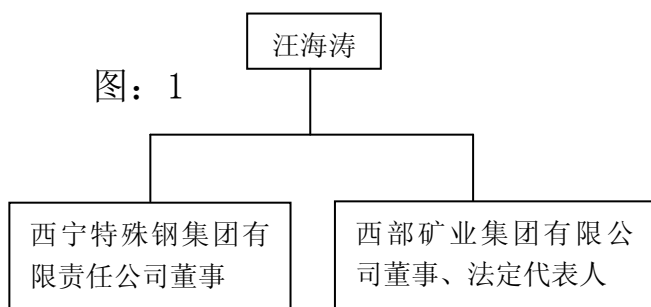 汪海涛
图：1
西宁特殊钢集团有
限责任公司董事
西部矿业集团有限公
司董事、法定代表人